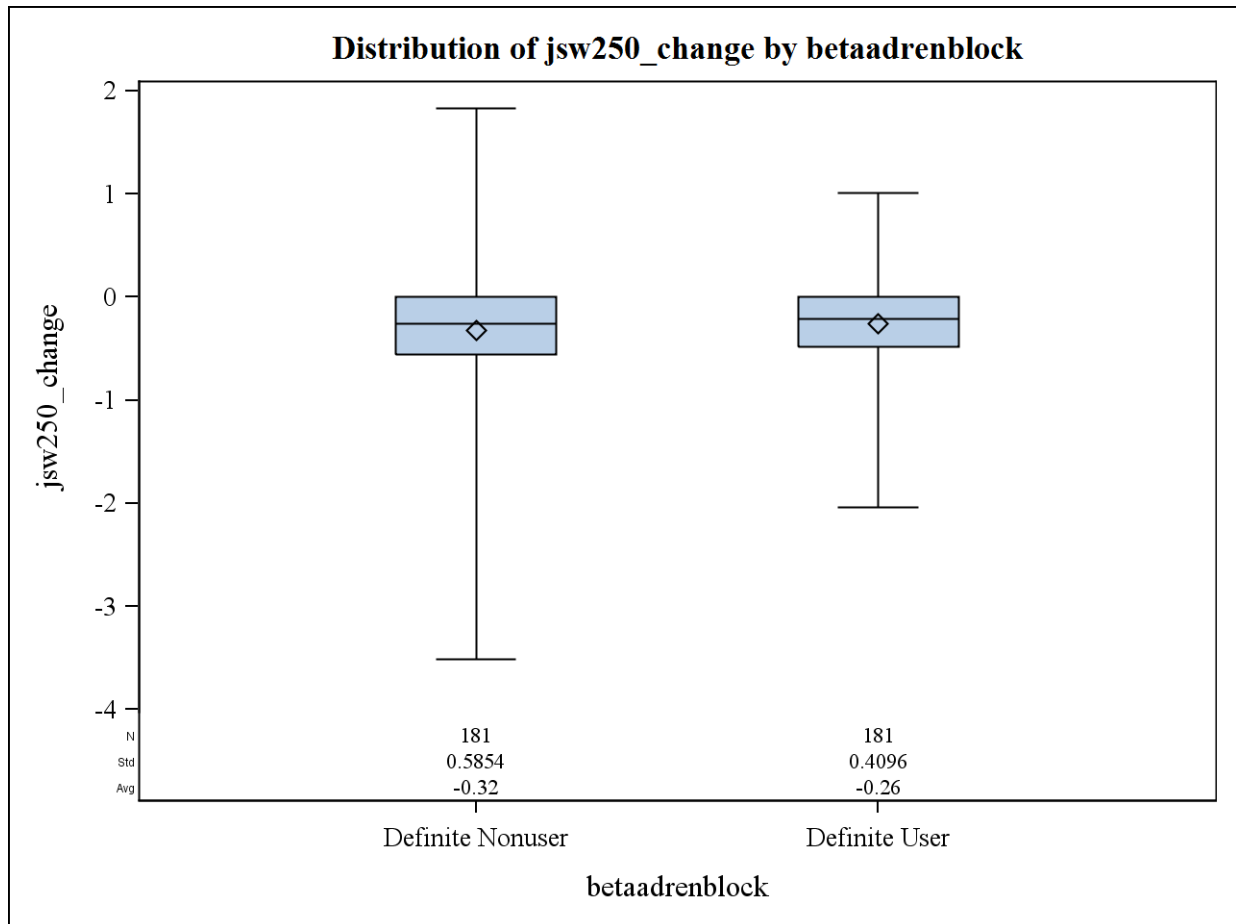 Distribution of jsw250_change by betaadrenblock
jsw250_change
2
1
0
-1
-2
-3
-4
N 181 181
Std 0.5854 0.4096
Avg -0.32 -0.26
Definite Nonuser Definite User
betaadrenblock